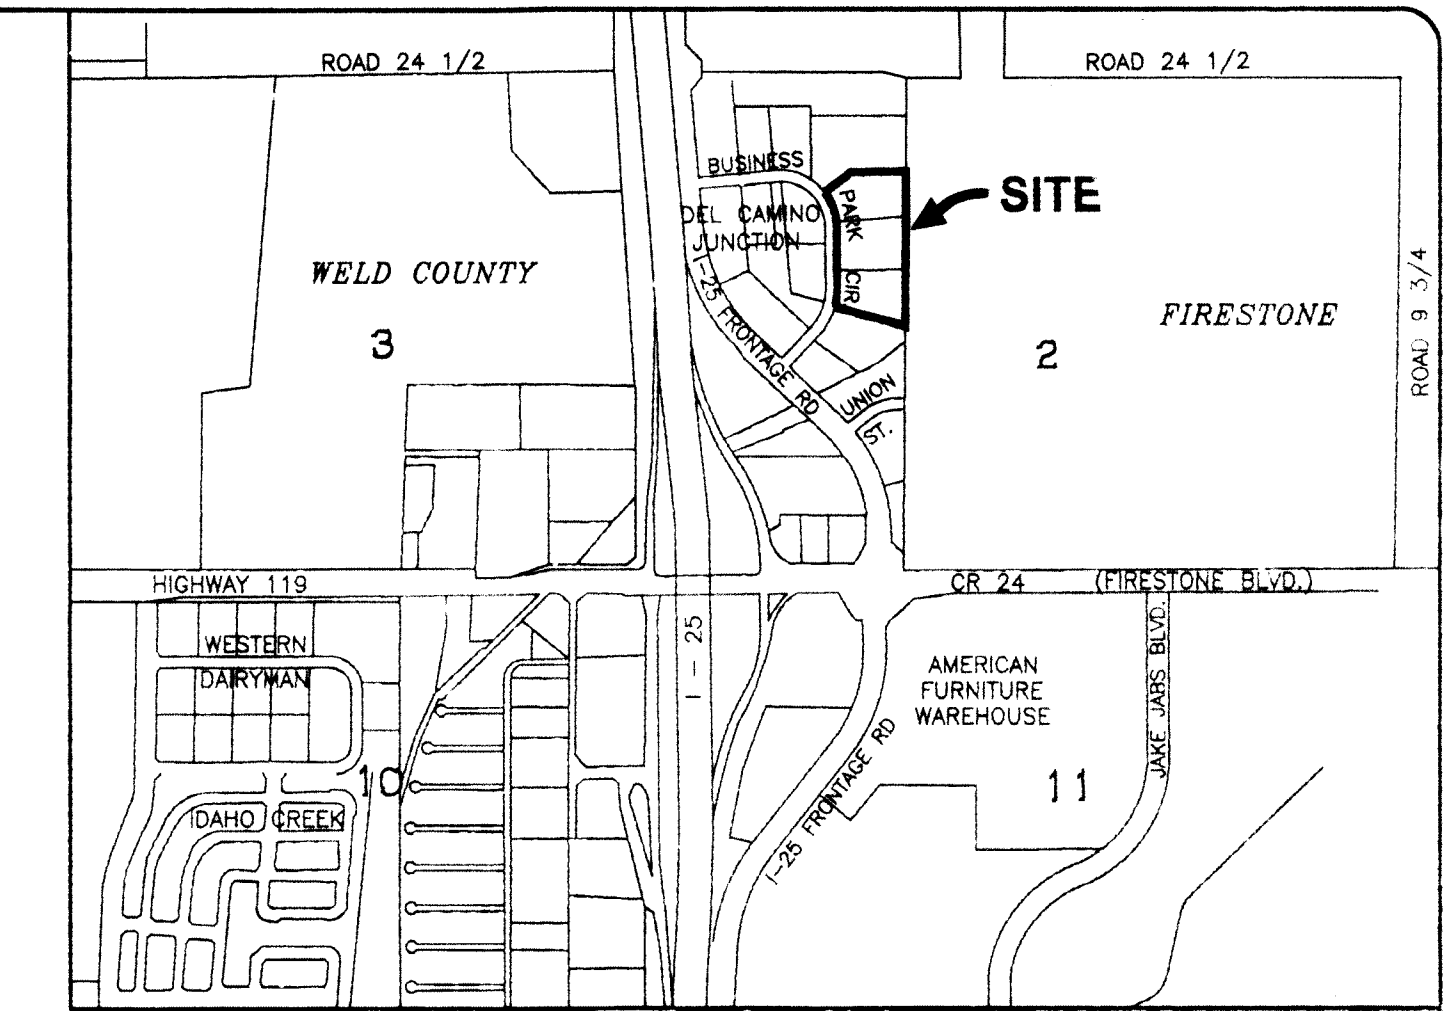 ROAD 24 1/2
ROAD 24 1/2
BUSINESS
PARK
CIR
SITE
DEL CAMINO
JUNCTION
WELD COUNTY
3
I-25 FRONTAGE RD
FIRESTONE
2
ROAD 9 3/4
UNION
ST.
HIGHWAY 119
CR 24
(FIRESTONE BLVD.)
WESTERN
DAIRYMAN
I - 25
AMERICAN
FURNITURE
WAREHOUSE
JAKE JABS BLVD.
I-25 FRONTAGE RD
10
11
IDAHO CREEK